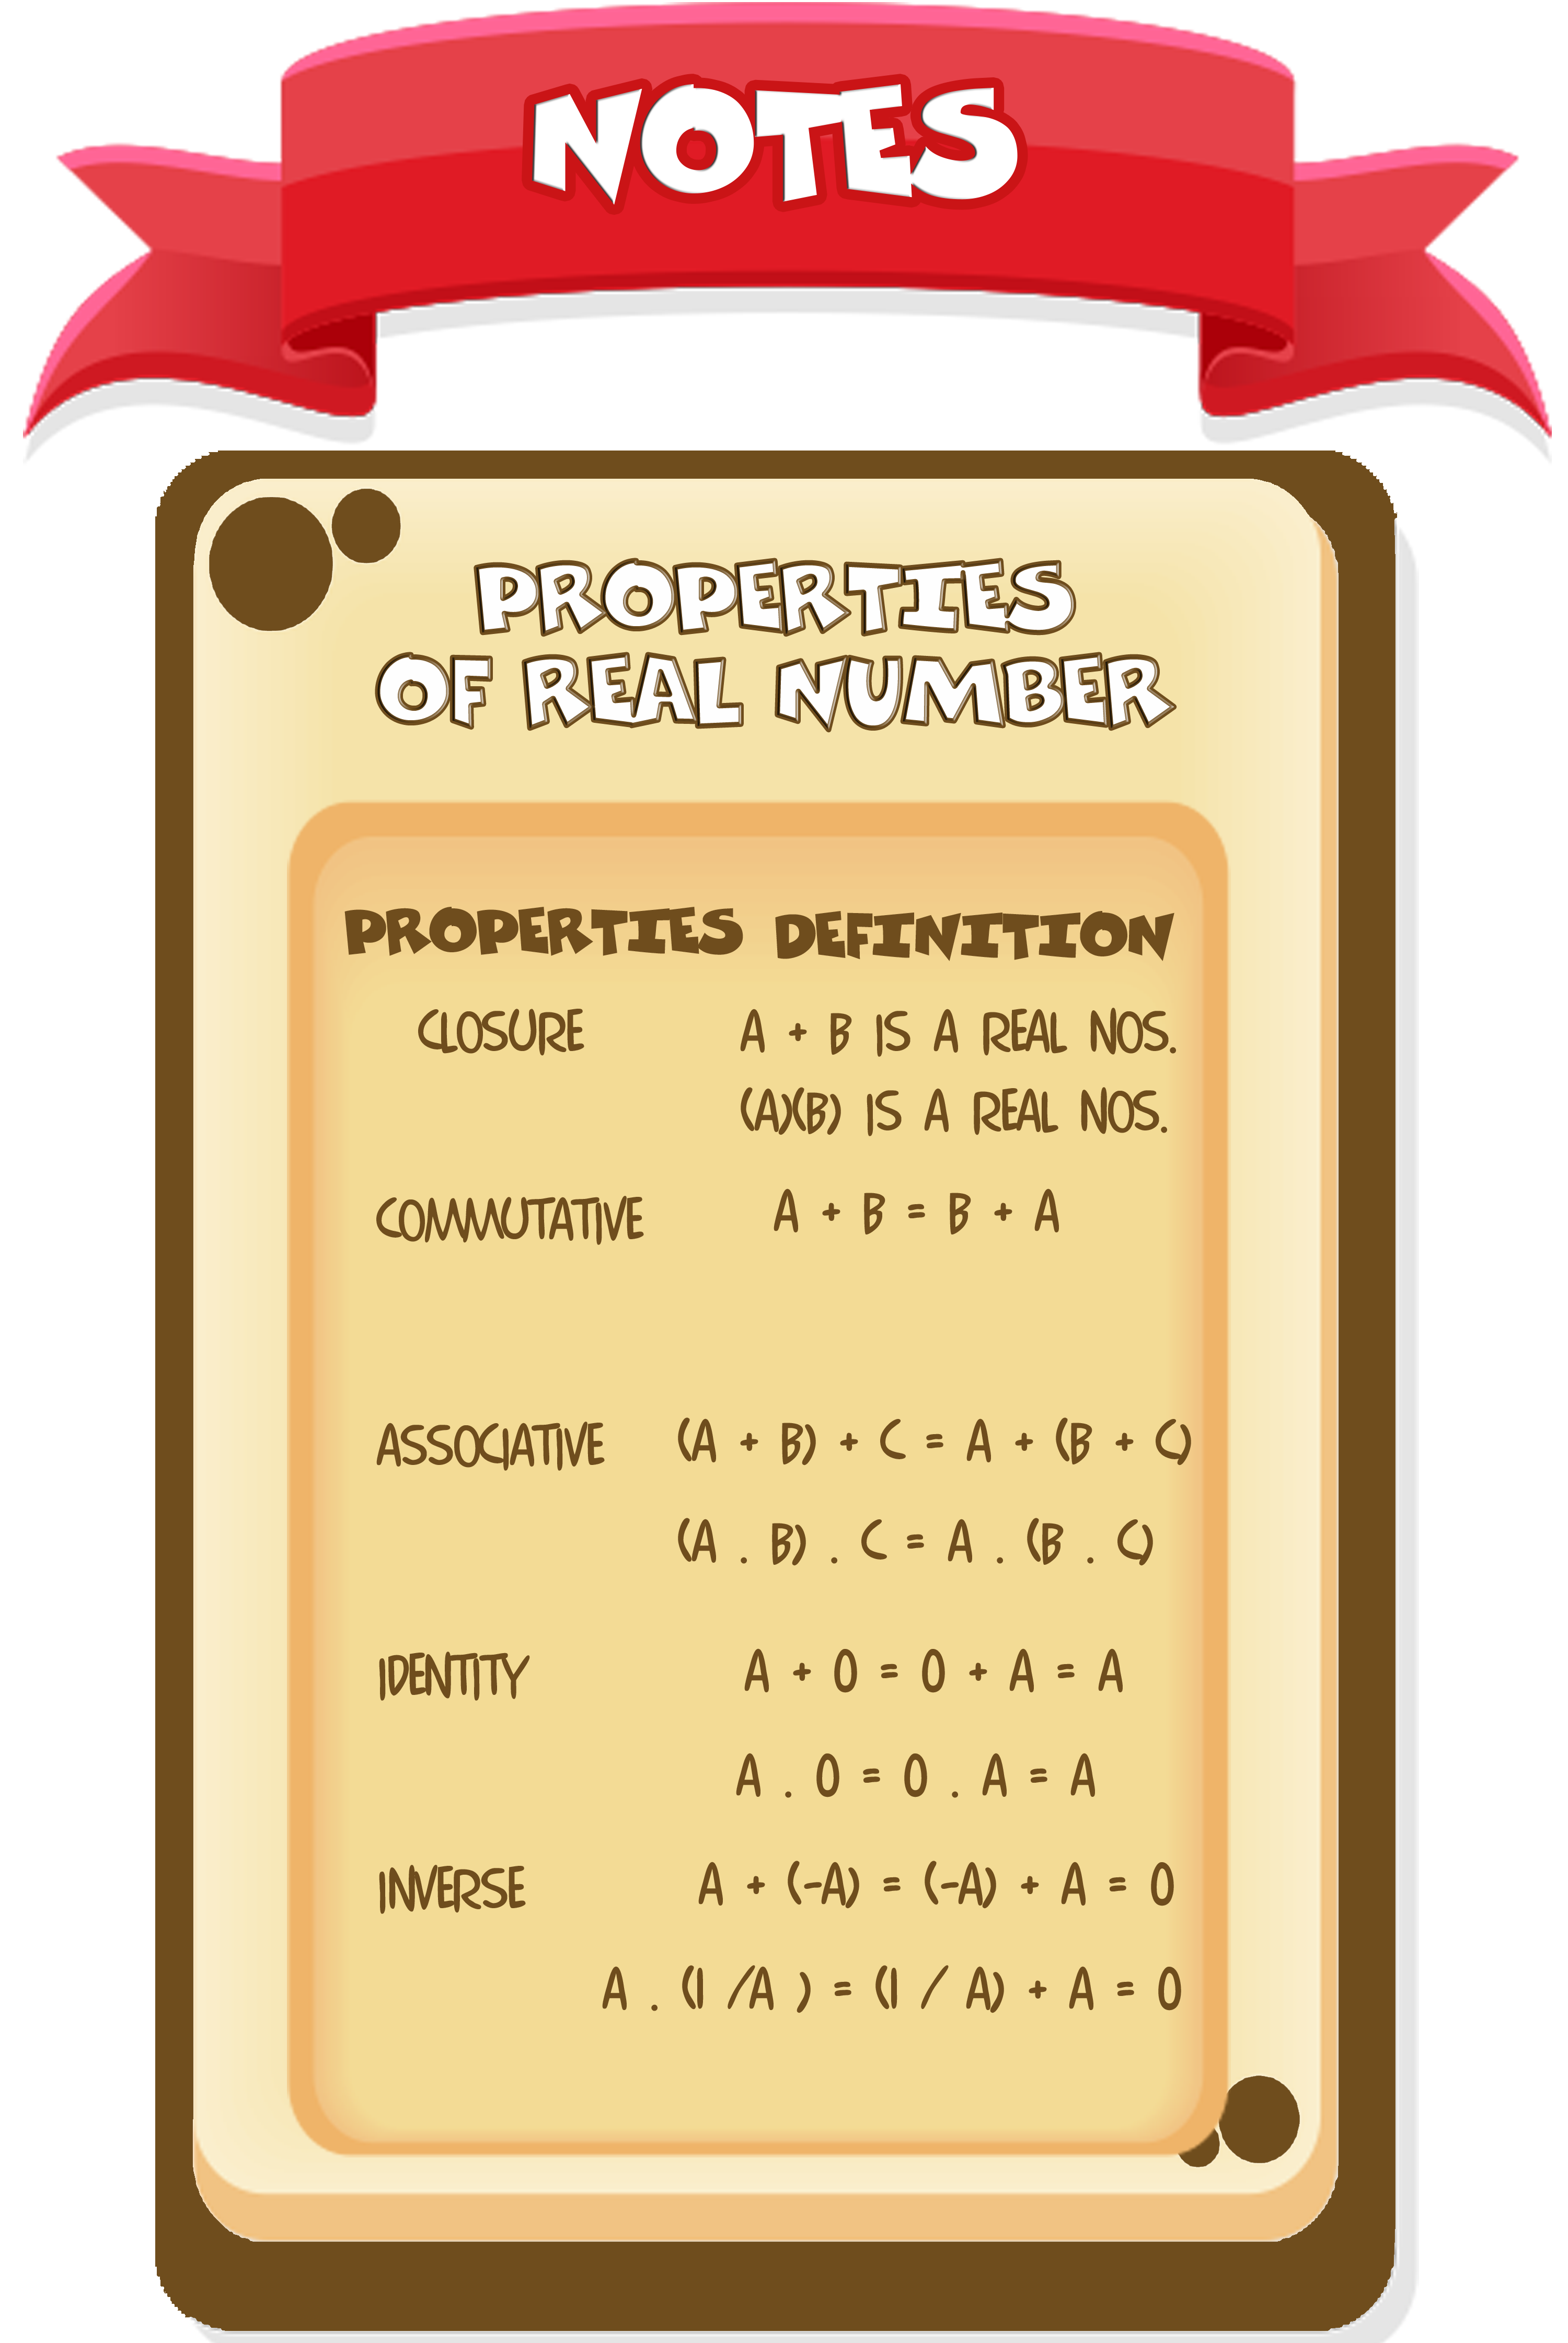 NOTES
PROPERTIES
OF REAL NUMBER
PROPERTIES DEFINITION
CLOSURE A + B IS A REAL NOS.
(A)(B) IS A REAL NOS.
COMMUTATIVE A + B = B + A
ASSOCIATIVE (A + B) + C = A + (B + C)
(A . B) . C = A . (B . C)
IDENTITY A + 0 = 0 + A = A
A . 0 = 0 . A = A
INVERSE A + (-A) = (-A) + A = 0
A . (1 /A ) = (1 / A) + A = 0